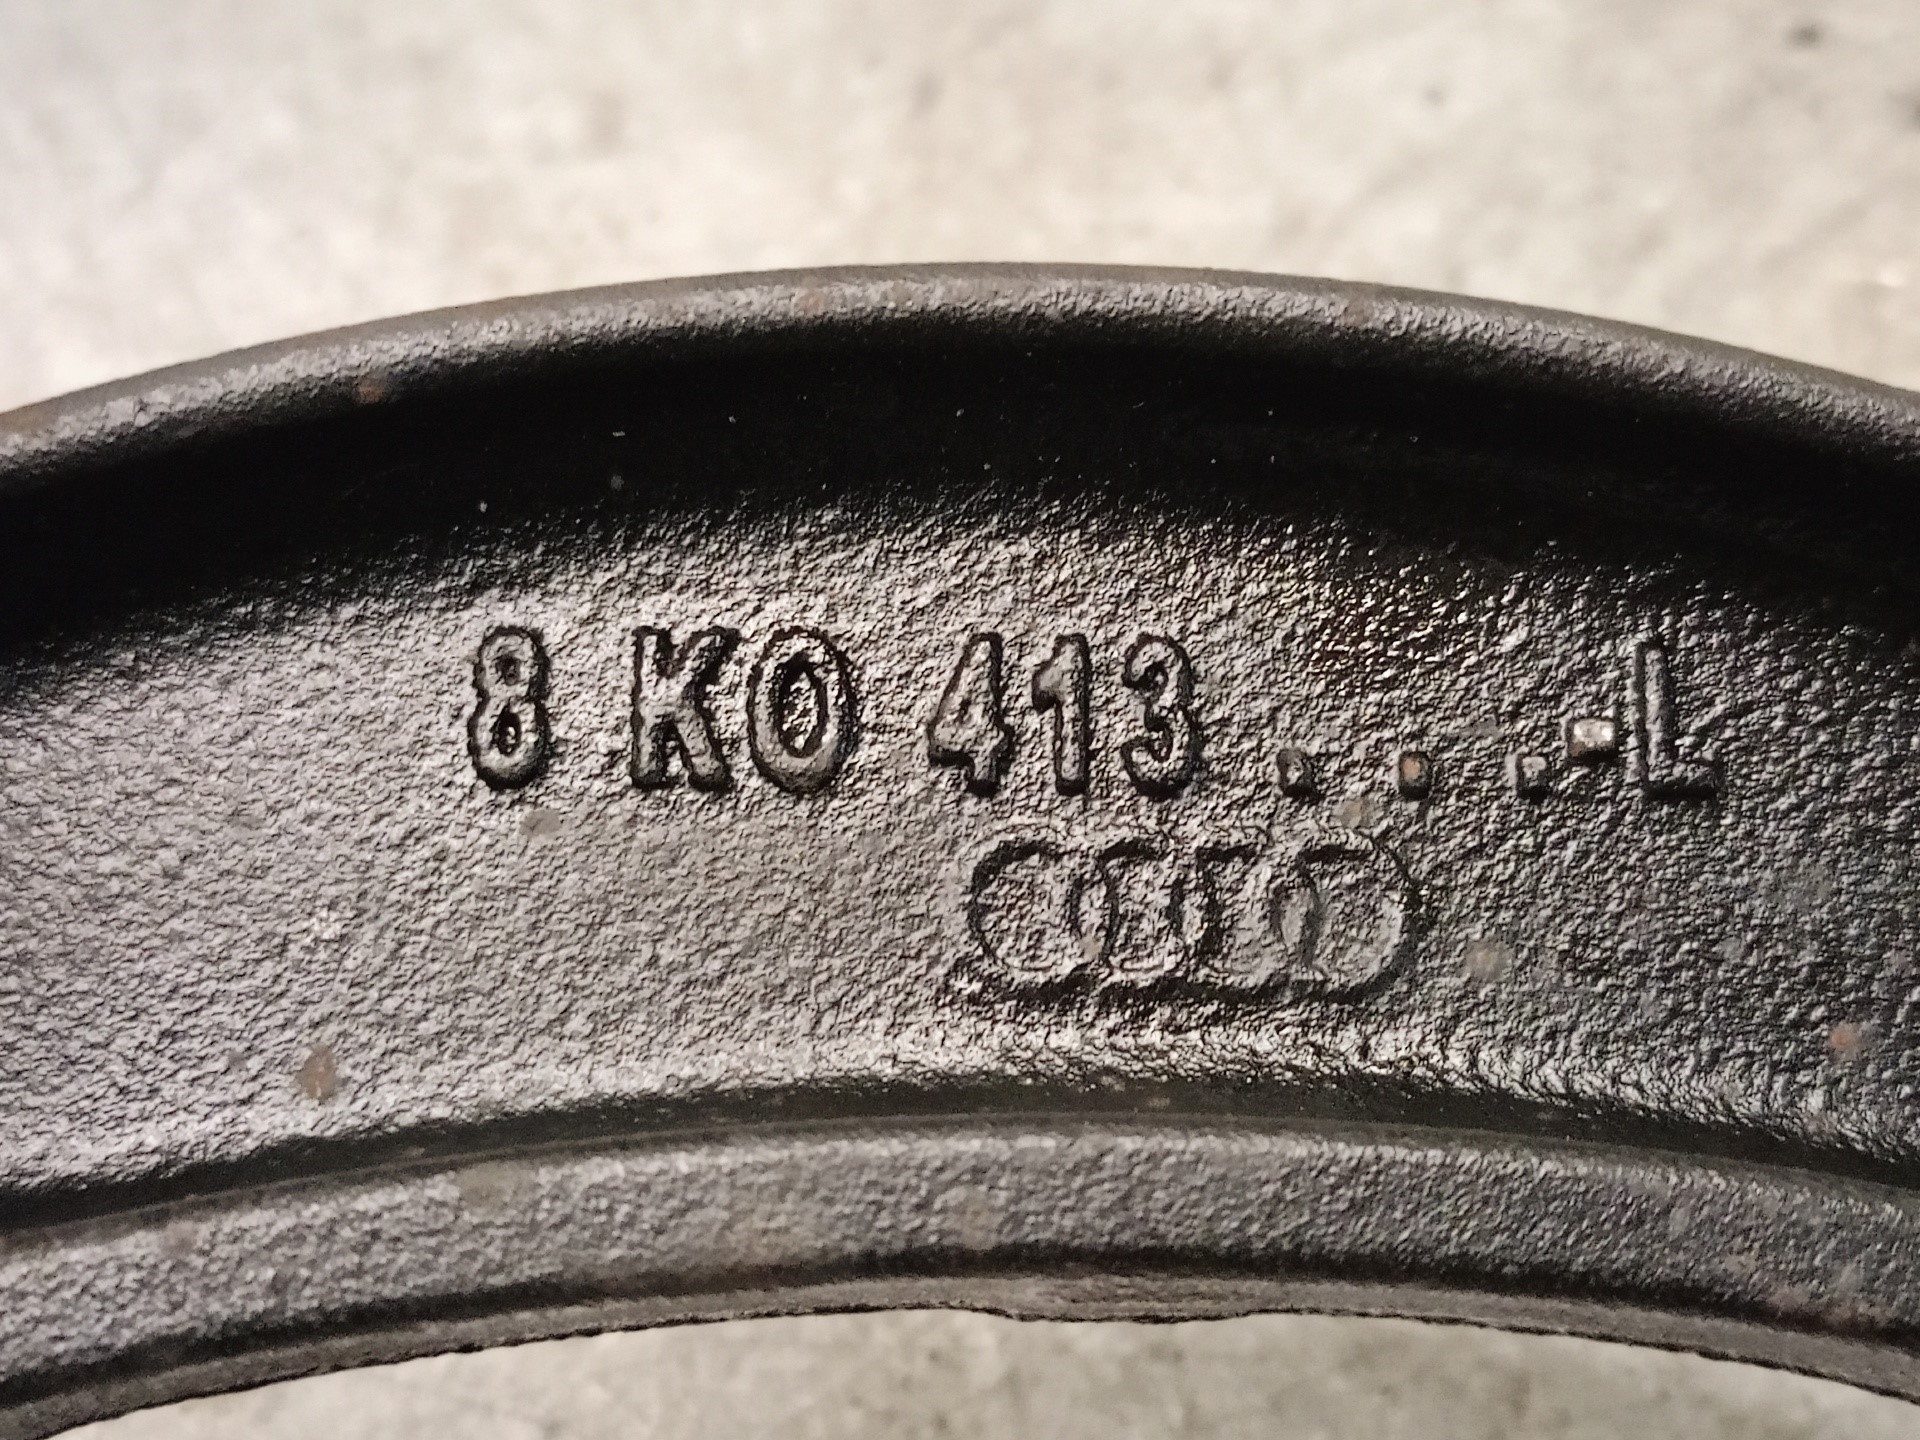 8 K0 413 . . .-L